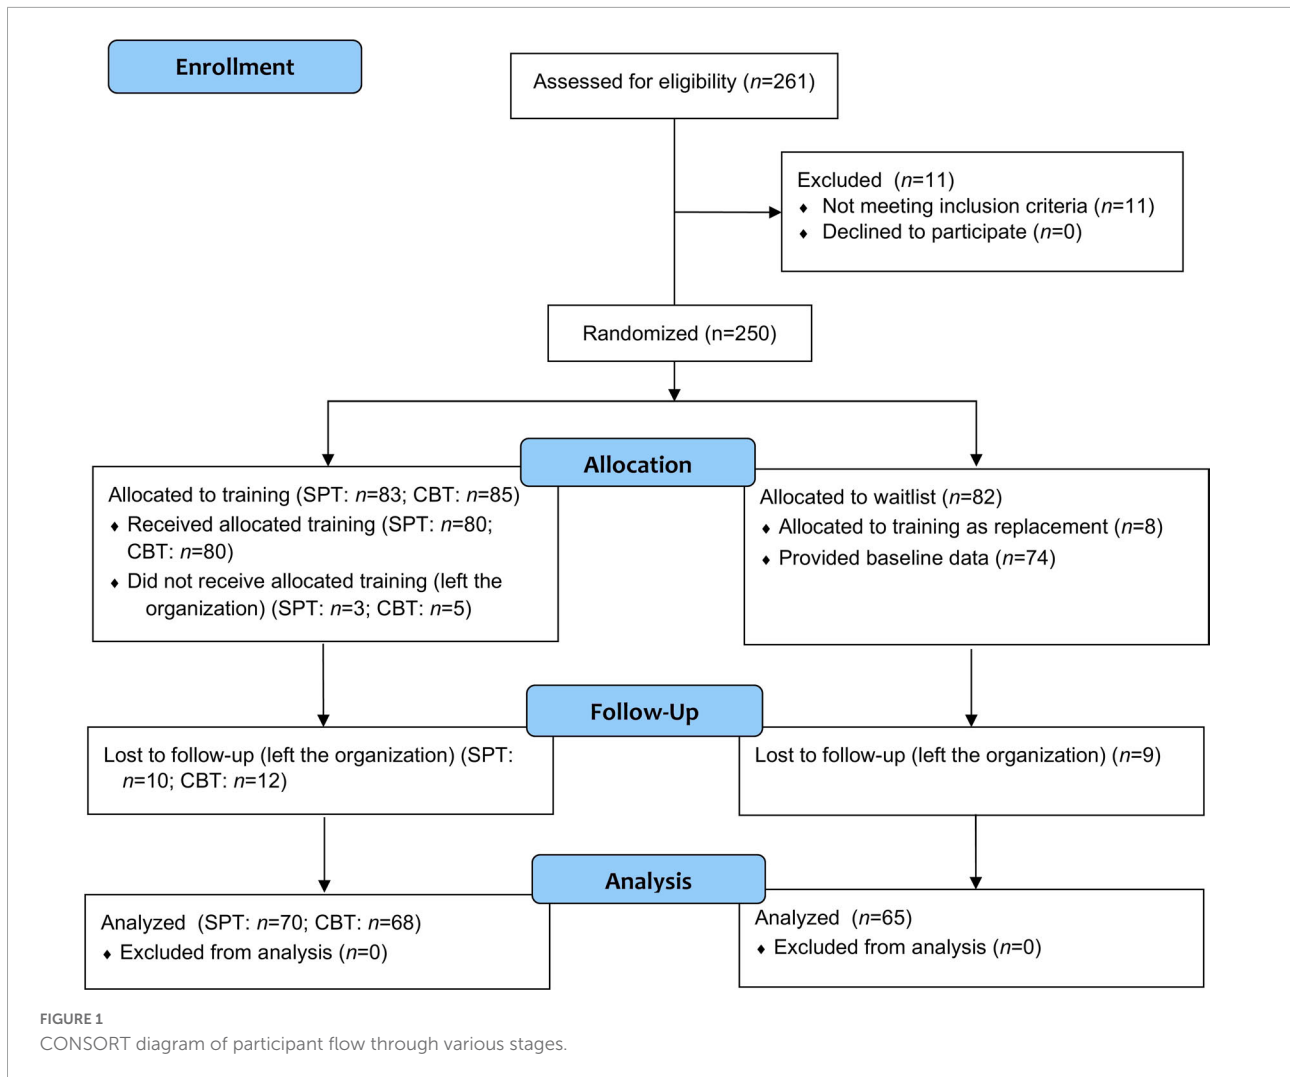 Enrollment
Assessed for eligibility (n=261)
Excluded (n=11)
♦ Not meeting inclusion criteria (n=11)
♦ Declined to participate (n=0)
Randomized (n=250)
Allocation
Allocated to training (SPT: n=83; CBT: n=85)
♦ Received allocated training (SPT: n=80;
CBT: n=80)
♦ Did not receive allocated training (left the
organization) (SPT: n=3; CBT: n=5)
Allocated to waitlist (n=82)
♦ Allocated to training as replacement (n=8)
♦ Provided baseline data (n=74)
Follow-Up
Lost to follow-up (left the organization) (SPT:
n=10; CBT: n=12)
Lost to follow-up (left the organization) (n=9)
Analysis
Analyzed (SPT: n=70; CBT: n=68)
♦ Excluded from analysis (n=0)
Analyzed (n=65)
♦ Excluded from analysis (n=0)
FIGURE 1
CONSORT diagram of participant flow through various stages.